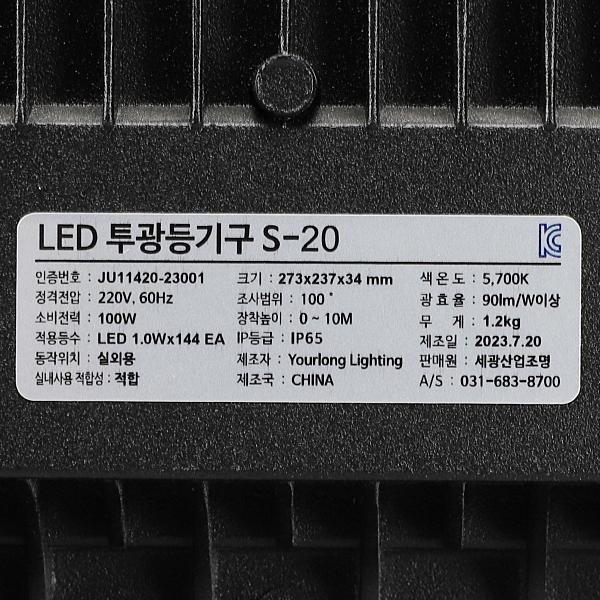 LED 투광등기구 S-20
인증번호 : JU11420-23001 크기 : 273x237x34 mm 색 온 도 : 5,700K
정격전압 : 220V, 60Hz 조사범위 : 100˚ 광 효 율 : 90lm/W이상
소비전력 : 100W 장착높이 : 0 ~ 10M 무 게 : 1.2kg
적용등수 : LED 1.0Wx144 EA IP등급 : IP65 제조일 : 2023.7.20
동작위치 : 실외용 제조자 : Yourlong Lighting 판매원 : 세광산업조명
실내사용 적합성 : 적합 제조국 : CHINA A/S : 031-683-8700